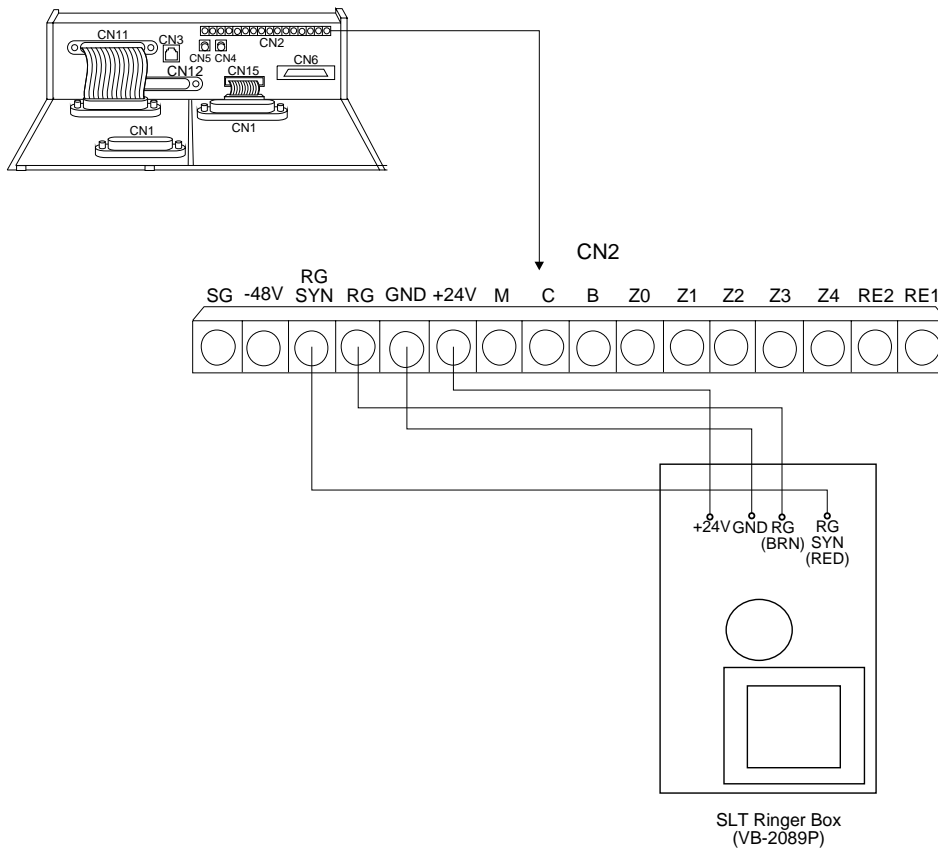 CN11
CN3
CN2
CN5 CN4
CN12
CN15
CN6
CN1
CN1
CN2
SG -48V RG SYN RG GND +24V M C B Z0 Z1 Z2 Z3 Z4 RE2 RE1
+24V GND RG (BRN) RG SYN (RED)
SLT Ringer Box
(VB-2089P)